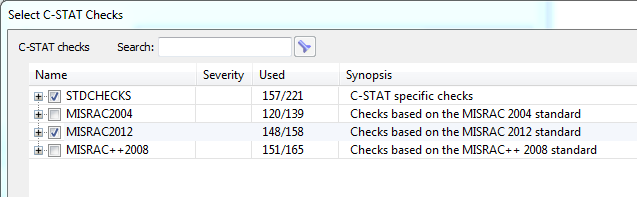 Select C-STAT Checks
C-STAT checks Search:
Name Severity Used Synopsis
STDCHECKS 157/221 C-STAT specific checks
MISRAC2004 120/139 Checks based on the MISRAC 2004 standard
MISRAC2012 148/158 Checks based on the MISRAC 2012 standard
MISRAC++2008 151/165 Checks based on the MISRAC++ 2008 standard